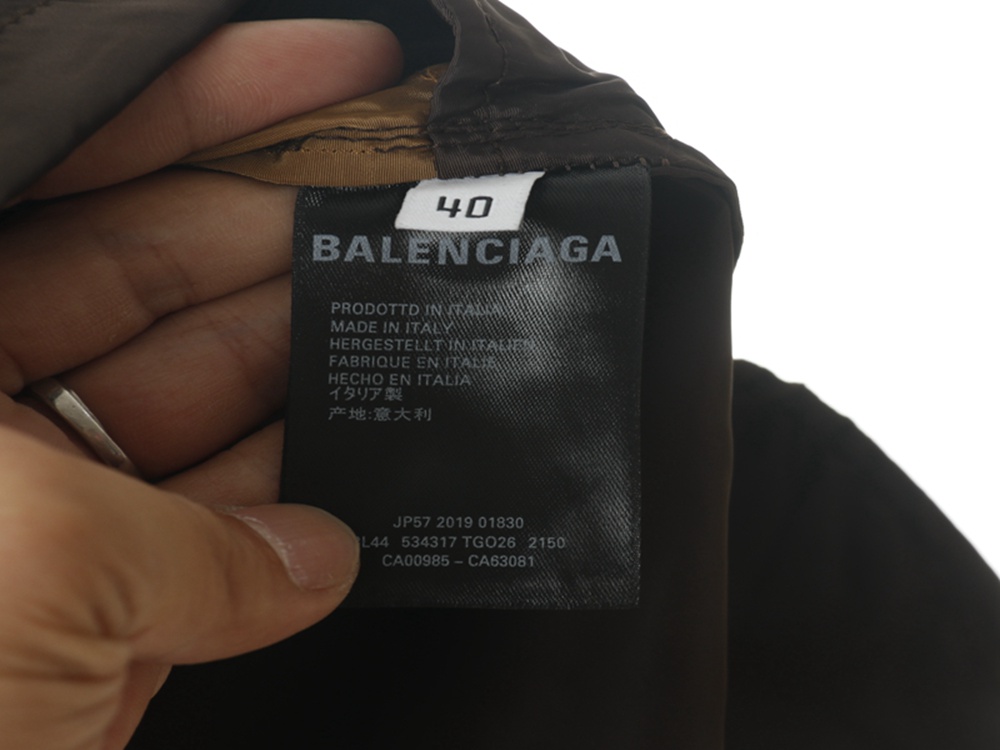 40
BALENCIAGA
PRODOTTO IN ITALIA
MADE IN ITALY
HERGESTELLT IN ITALIEN
FABRIQUE EN ITALIE
HECHO EN ITALIA
イタリア製
产地:意大利
JP57 2019 01830
534317 TGO26 2150
CA00985 – CA63081